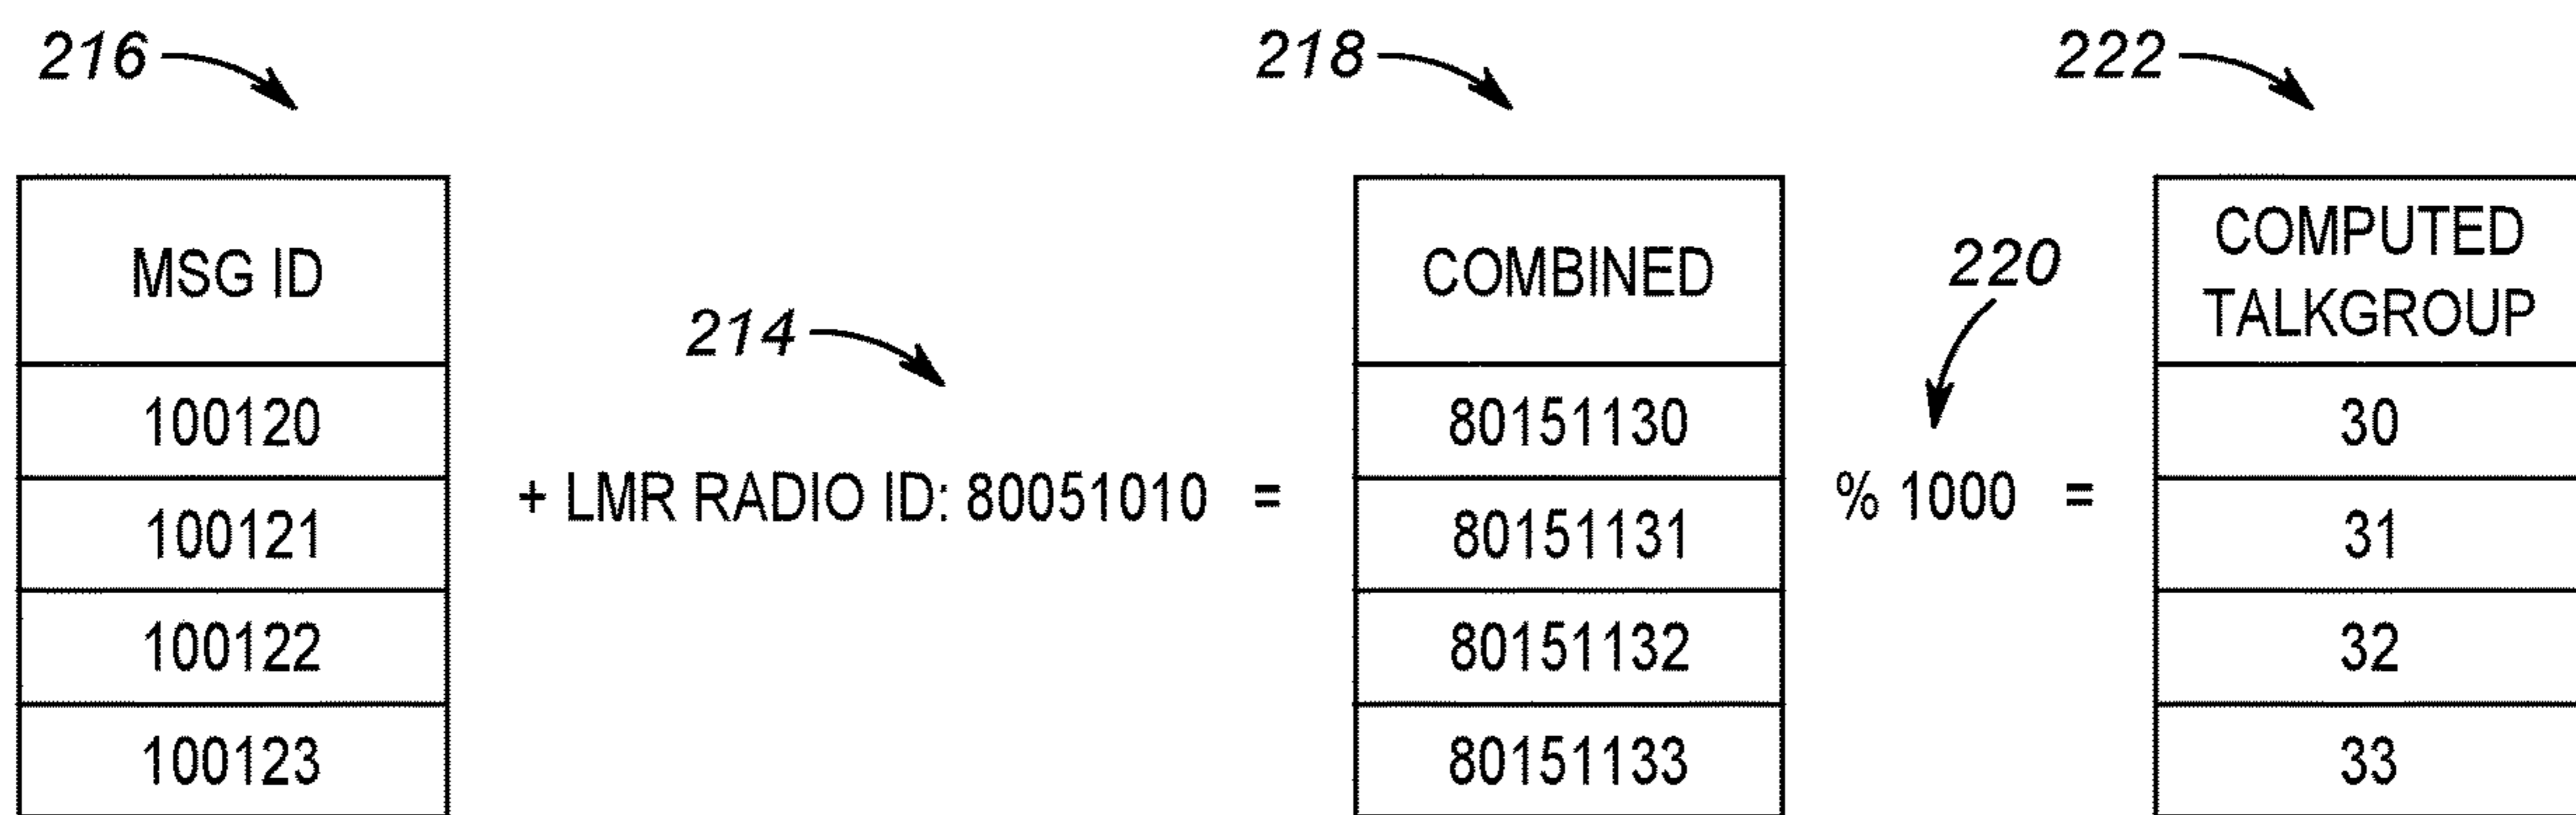 216
218
222
MSG ID
COMBINED
COMPUTED
TALKGROUP
220
214
100120
80151130
30
+ LMR RADIO ID: 80051010 =
% 1000 =
100121
80151131
31
100122
80151132
32
100123
80151133
33